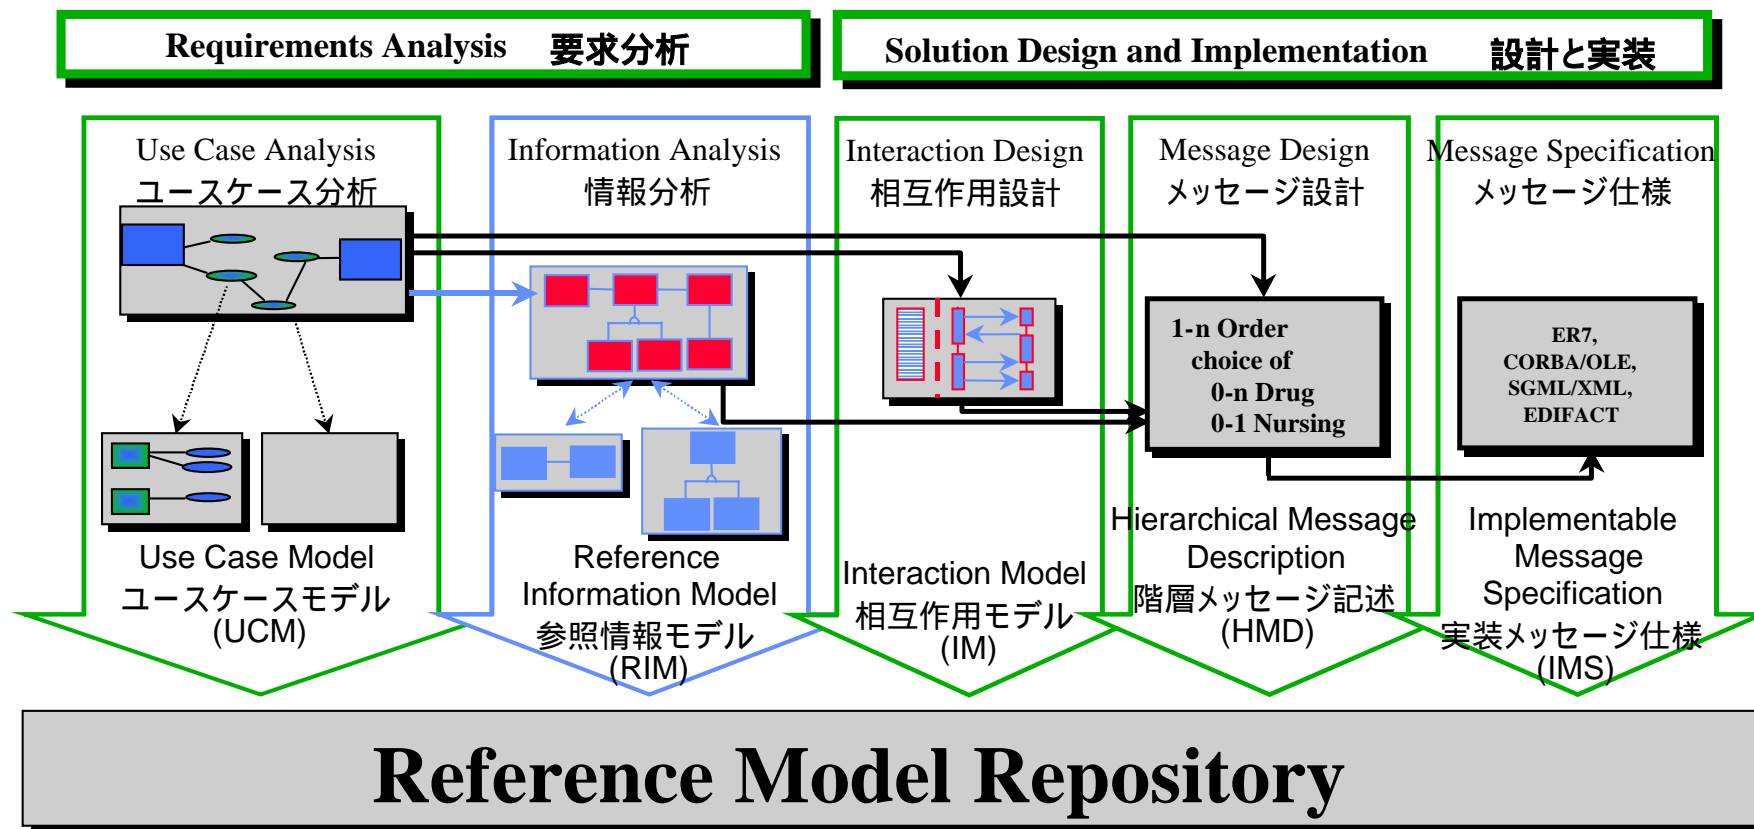 Requirements Analysis 要求分析
Solution Design and Implementation 設計と実装
Use Case Analysis
ユースケース分析
Information Analysis
情報分析
Interaction Design
相互作用設計
Message Design
メッセージ設計
Message Specification
メッセージ仕様
1-n Order
choice of
0-n Drug
0-1 Nursing
ER7,
CORBA/OLE,
SGML/XML,
EDIFACT
Use Case Model
ユースケースモデル
(UCM)
Reference
Information Model
参照情報モデル
(RIM)
Interaction Model
相互作用モデル
(IM)
Hierarchical Message
Description
階層メッセージ記述
(HMD)
Implementable
Message
Specification
実装メッセージ仕様
(IMS)
Reference Model Repository